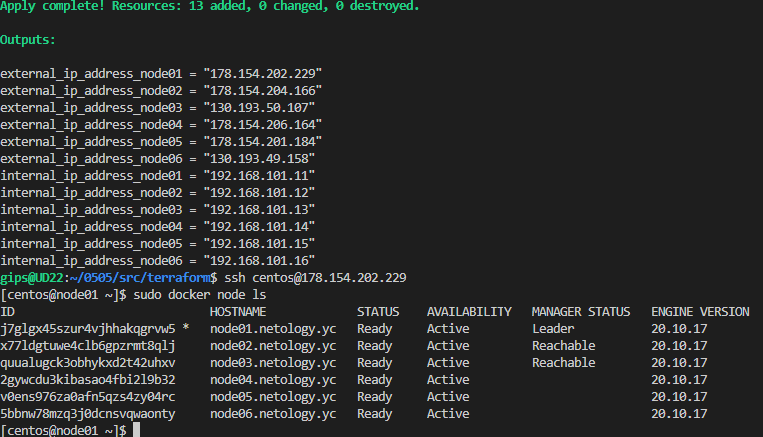 Apply complete! Resources: 13 added, 0 changed, 0 destroyed.
Outputs:
external_ip_address_node01 = "178.154.202.229"
external_ip_address_node02 = "178.154.204.166"
external_ip_address_node03 = "130.193.50.107"
external_ip_address_node04 = "178.154.206.164"
external_ip_address_node05 = "178.154.201.184"
external_ip_address_node06 = "130.193.49.158"
internal_ip_address_node01 = "192.168.101.11"
internal_ip_address_node02 = "192.168.101.12"
internal_ip_address_node03 = "192.168.101.13"
internal_ip_address_node04 = "192.168.101.14"
internal_ip_address_node05 = "192.168.101.15"
internal_ip_address_node06 = "192.168.101.16"
gips@UD22:~/0505/src/terraform$ ssh centos@178.154.202.229
[centos@node01 ~]$ sudo docker node ls
ID HOSTNAME STATUS AVAILABILITY MANAGER STATUS ENGINE VERSION
j7glgx45szur4vjhhakqgrvw5 * node01.netology.yc Ready Active Leader 20.10.17
x77ldgtuwe4clb6gpzrmt8qlj node02.netology.yc Ready Active Reachable 20.10.17
quualugck3obhykxd2t42uhxv node03.netology.yc Ready Active Reachable 20.10.17
2gywcdu3kibasao4fbi2l9b32 node04.netology.yc Ready Active 20.10.17
v0ens976za0afn5qzs4zy04rc node05.netology.yc Ready Active 20.10.17
5bbnw78mzq3j0dcnsvqwaonty node06.netology.yc Ready Active 20.10.17
[centos@node01 ~]$